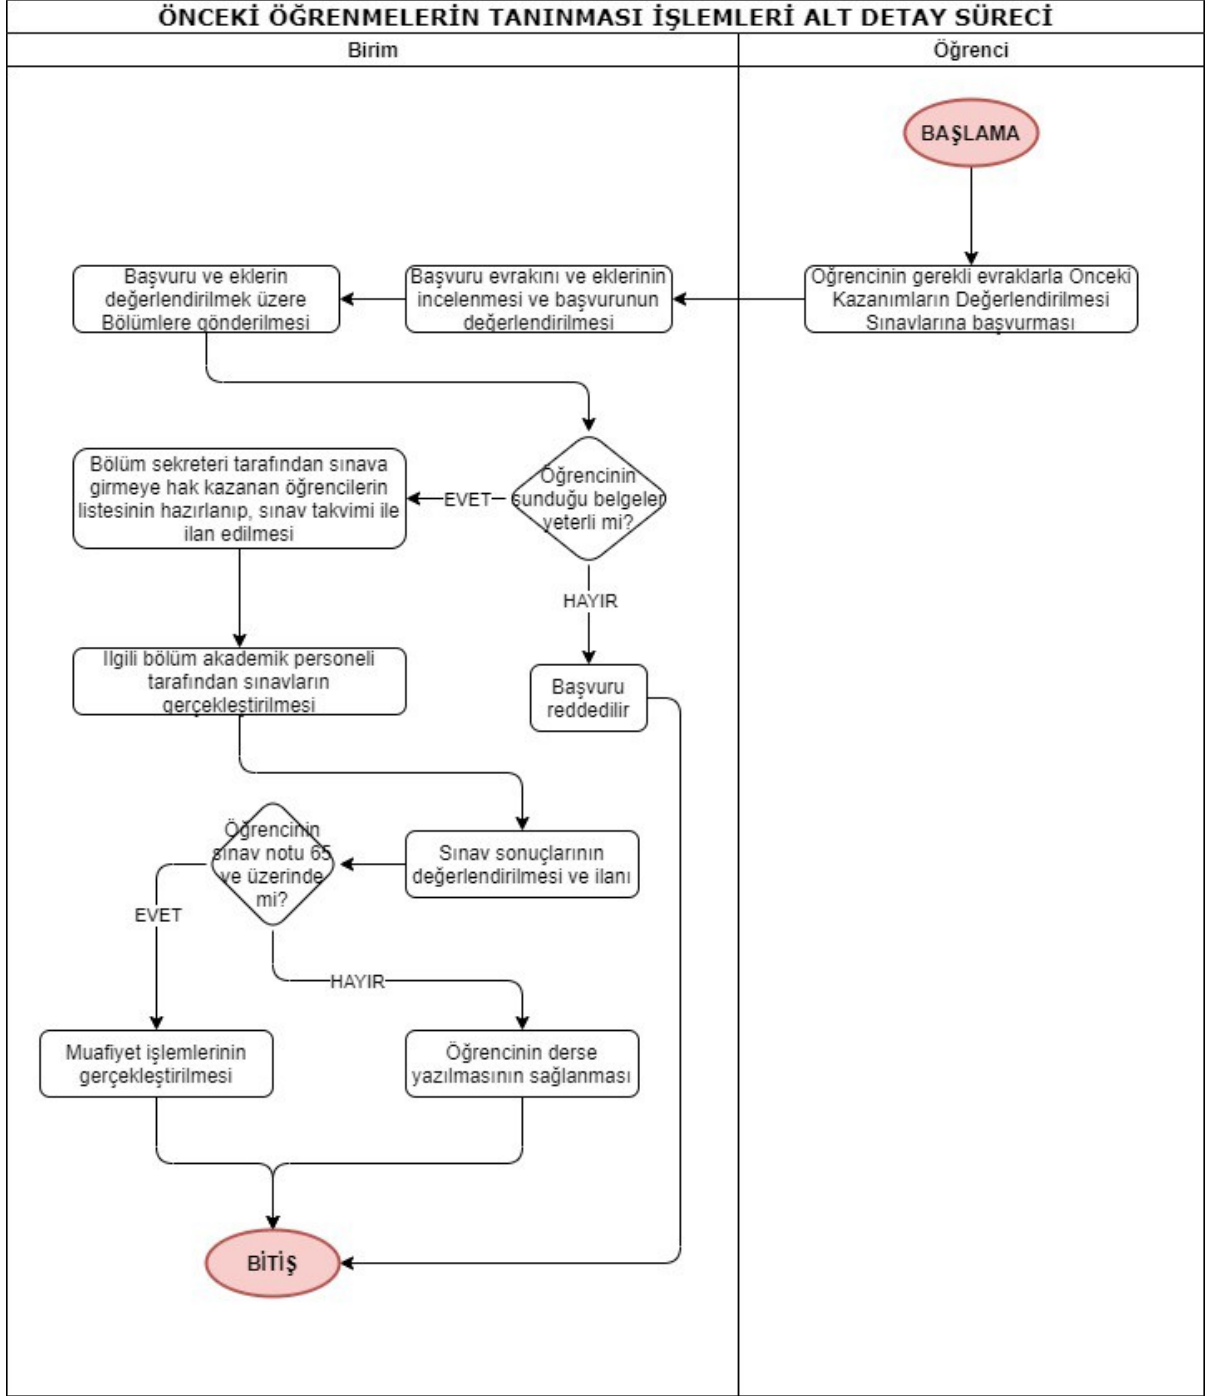 ÖNCEKİ ÖĞRENMELERİN TANINMASI İŞLEMLERİ ALT DETAY SÜRECİ
Birim
Öğrenci
BAŞLAMA
Öğrencinin gerekli evraklarla Önceki
Kazanımların Değerlendirilmesi
Sınavlarına başvurması
Başvuru evrakını ve eklerinin
incelenmesi ve başvurunun
değerlendirilmesi
Başvuru ve eklerin
değerlendirilmek üzere
Bölümlere gönderilmesi
Öğrencinin
sunduğu belgeler
yeterli mi?
EVET
Bölüm sekreteri tarafından sınava
girmeye hak kazanan öğrencilerin
listesinin hazırlanıp, sınav takvimi ile
ilan edilmesi
HAYIR
Başvuru
reddedilir
İlgili bölüm akademik personeli
tarafından sınavların
gerçekleştirilmesi
Sınav sonuçlarının
değerlendirilmesi ve ilanı
Öğrencinin
sınav notu 65
ve üzerinde
mi?
EVET
HAYIR
Muafiyet işlemlerinin
gerçekleştirilmesi
Öğrencinin derse
yazılmasının sağlanması
BİTİŞ